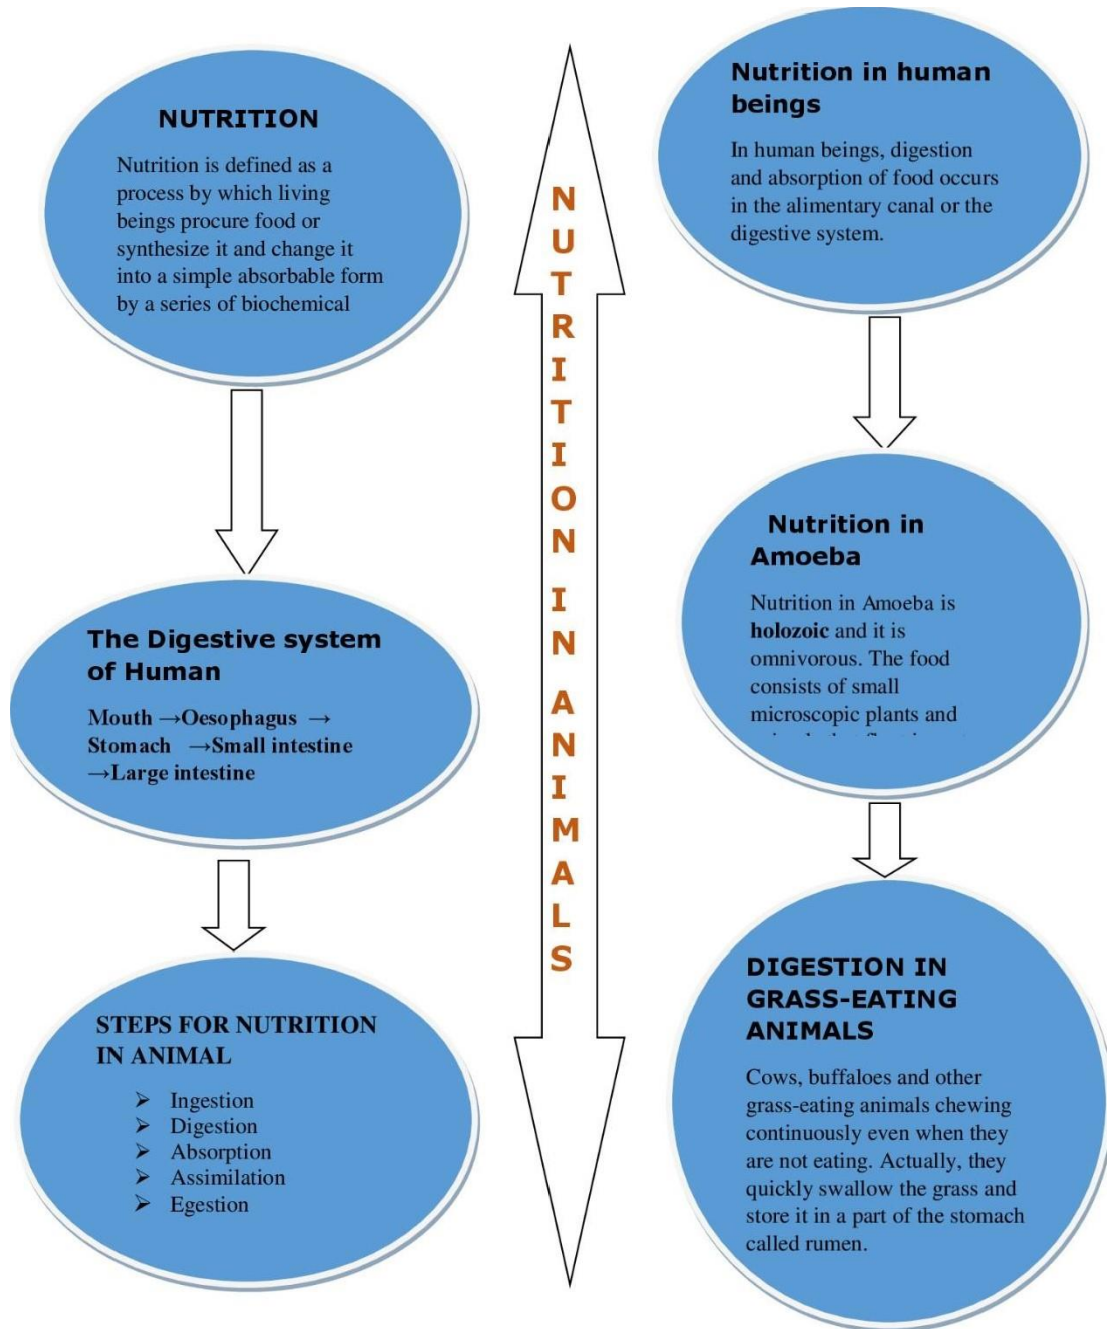 NUTRITION
Nutrition is defined as a
process by which living
beings procure food or
synthesize it and change it
into a simple absorbable form
by a series of biochemical
The Digestive system
of Human
Mouth →Oesophagus →
Stomach →Small intestine
→Large intestine
STEPS FOR NUTRITION
IN ANIMAL
➢ Ingestion
➢ Digestion
➢ Absorption
➢ Assimilation
➢ Egestion
NUTRITION IN ANIMALS
Nutrition in human
beings
In human beings, digestion
and absorption of food occurs
in the alimentary canal or the
digestive system.
Nutrition in
Amoeba
Nutrition in Amoeba is
holozoic and it is
omnivorous. The food
consists of small
microscopic plants and
DIGESTION IN
GRASS-EATING
ANIMALS
Cows, buffaloes and other
grass-eating animals chewing
continuously even when they
are not eating. Actually, they
quickly swallow the grass and
store it in a part of the stomach
called rumen.